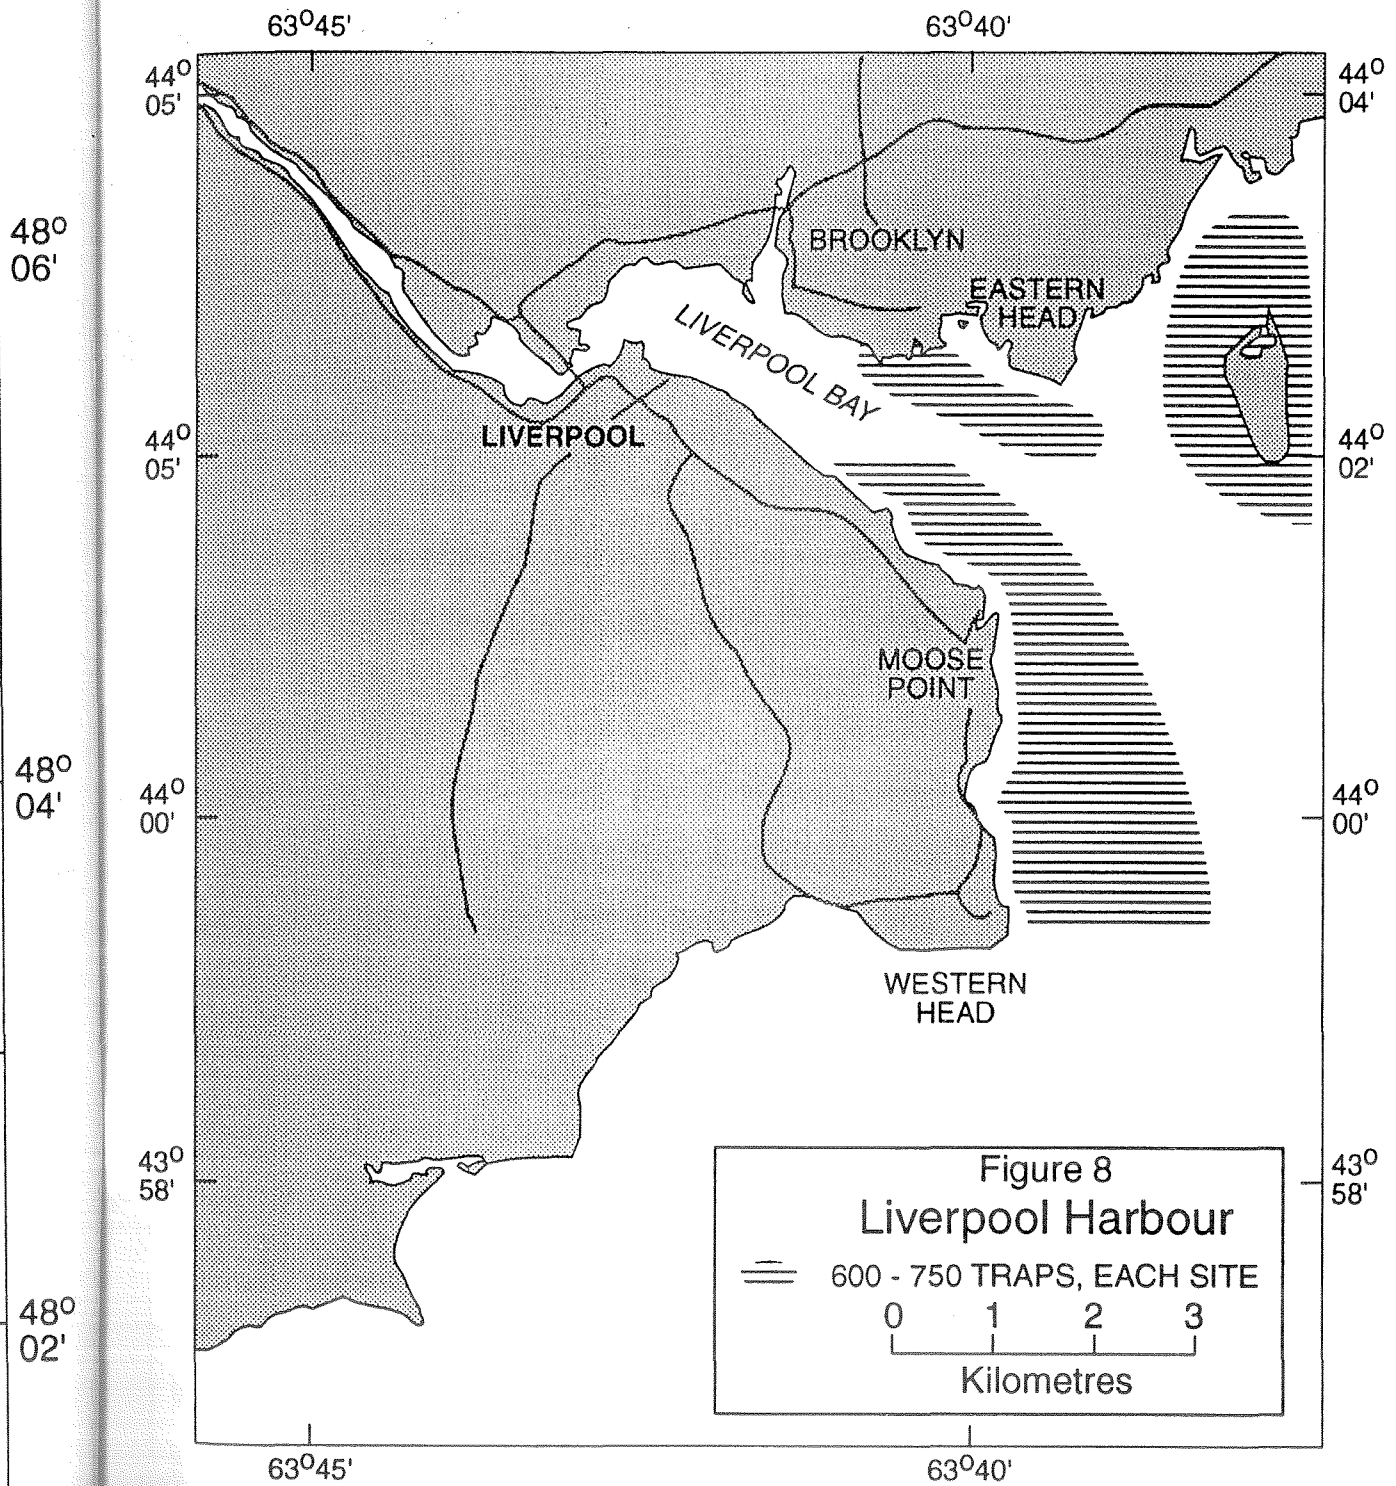 63°45'
63°40'
44°
05'
44°
04'
48°
06'
BROOKLYN
EASTERN
HEAD
LIVERPOOL BAY
LIVERPOOL
44°
05'
44°
02'
MOOSE
POINT
48°
04'
44°
00'
44°
00'
WESTERN
HEAD
43°
58'
43°
58'
Figure 8
Liverpool Harbour
600 - 750 TRAPS, EACH SITE
0 1 2 3
Kilometres
48°
02'
63°45'
63°40'